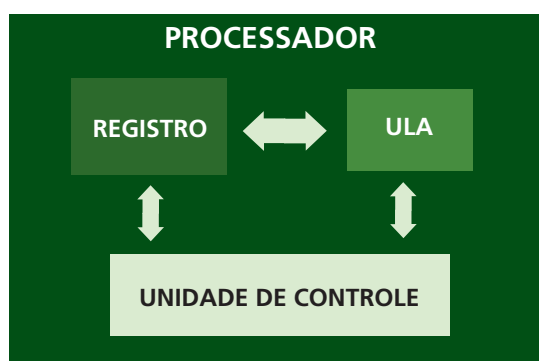 PROCESSADOR
REGISTRO
ULA
UNIDADE DE CONTROLE